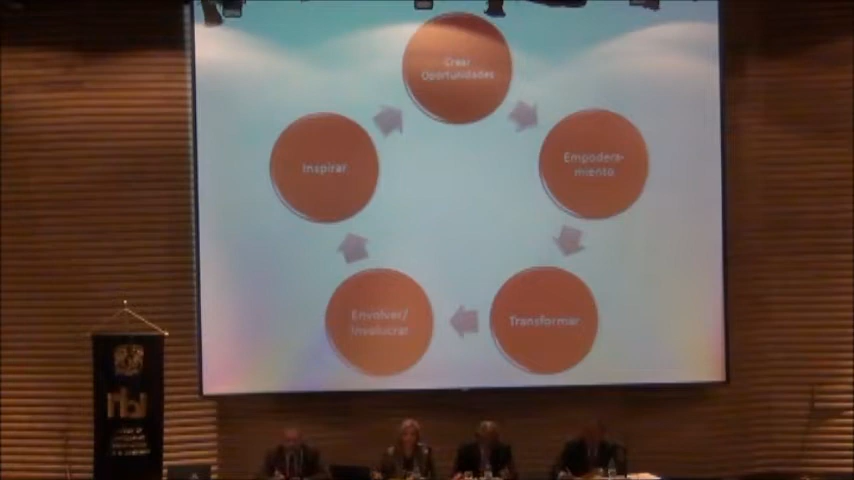 Crear
Oportunidades
Empodera-
miento
Inspirar
Envolver/
Involucrar
Transformar